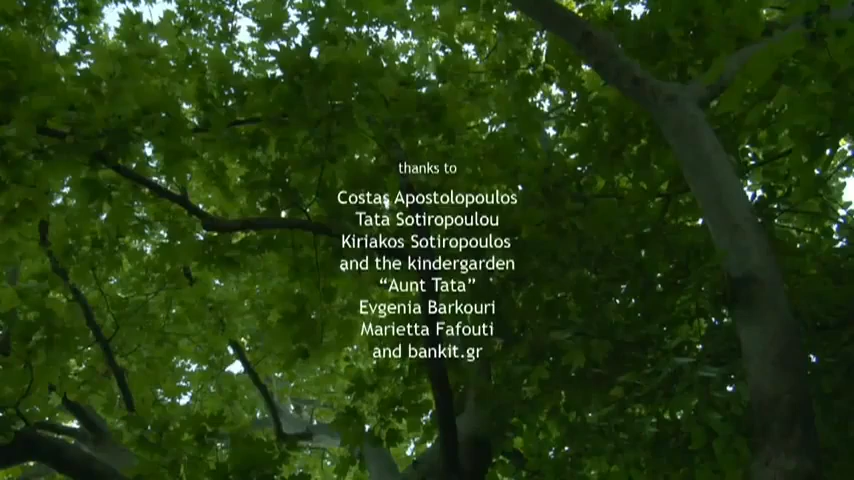 thanks to
Costas Apostolopoulos
Tata Sotiropoulou
Kiriakos Sotiropoulos
and the kindergarden
“Aunt Tata”
Evgenia Barkouri
Marietta Fafouti
and bankit.gr